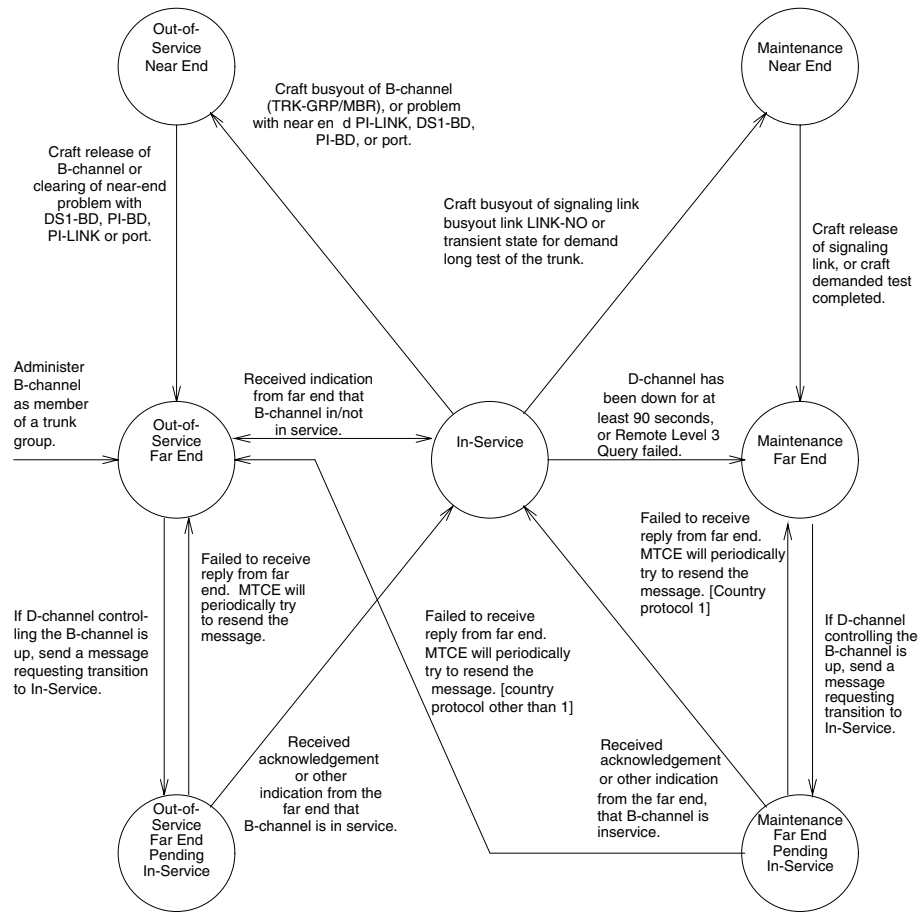 Out-of-
Service
Near End
Maintenance
Near End
Craft busyout of B-channel
(TRK-GRP/MBR), or problem
with near en d PI-LINK, DS1-BD,
PI-BD, or port.
Craft release of
B-channel or
clearing of near-end
problem with
DS1-BD, PI-BD,
PI-LINK or port.
Craft busyout of signaling link
busyout link LINK-NO or
transient state for demand
long test of the trunk.
Craft release
of signaling
link, or craft
demanded test
completed.
Administer
B-channel
as member
of a trunk
group.
Received indication
from far end that
B-channel in/not
in service.
D-channel has
been down for at
least 90 seconds,
or Remote Level 3
Query failed.
Out-of-
Service
Far End
In-Service
Maintenance
Far End
If D-channel control-
ling the B-channel is
up, send a message
requesting transition
to In-Service.
Failed to receive
reply from far
end. MTCE will
periodically try
to resend the
message.
Failed to receive
reply from far end.
MTCE will periodically
try to resend the
message. [country
protocol other than 1]
Failed to receive
reply from far end.
MTCE will periodically
try to resend the
message. [Country
protocol 1]
If D-channel
controlling the
B-channel is
up, send a
message
requesting
transition to
In-Service.
Received
acknowledgement
or other
indication from the
far end that
B-channel is in service.
Received
acknowledgement
or other indication
from the far end,
that B-channel is
inservice.
Out-of-
Service
Far End
Pending
In-Service
Maintenance
Far End
Pending
In-Service